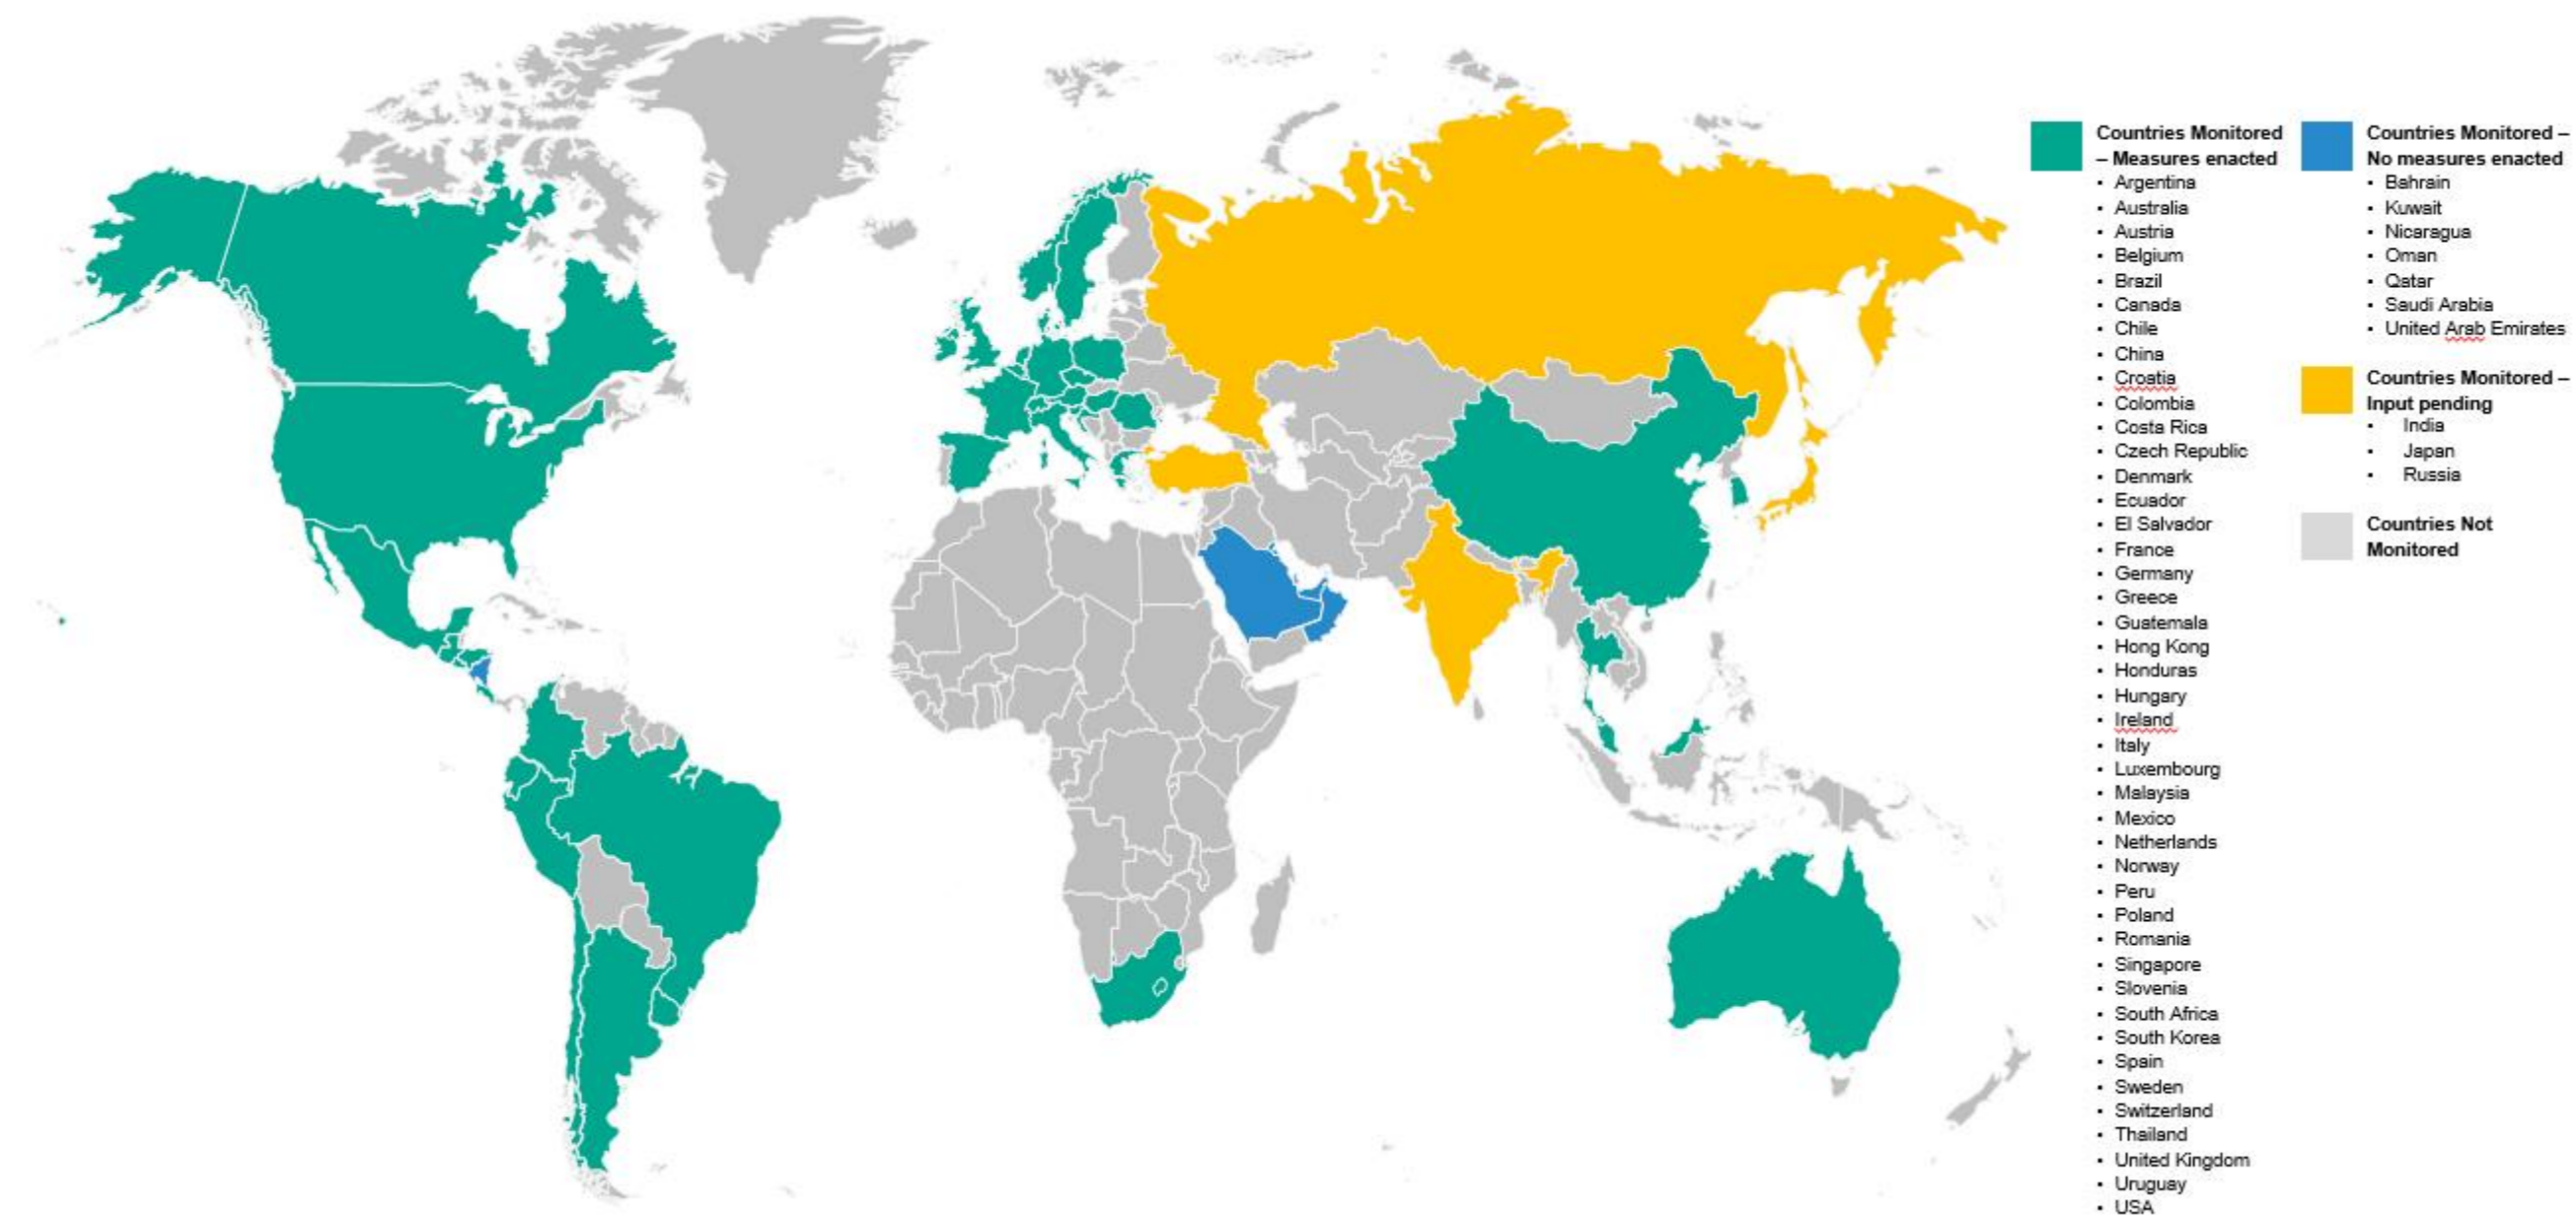 Countries Monitored
– Measures enacted
▪ Argentina
▪ Australia
▪ Austria
▪ Belgium
▪ Brazil
▪ Canada
▪ Chile
▪ China
▪ Croatia
▪ Colombia
▪ Costa Rica
▪ Czech Republic
▪ Denmark
▪ Ecuador
▪ El Salvador
▪ France
▪ Germany
▪ Greece
▪ Guatemala
▪ Hong Kong
▪ Honduras
▪ Hungary
▪ Ireland
▪ Italy
▪ Luxembourg
▪ Malaysia
▪ Mexico
▪ Netherlands
▪ Norway
▪ Peru
▪ Poland
▪ Romania
▪ Singapore
▪ Slovenia
▪ South Africa
▪ South Korea
▪ Spain
▪ Sweden
▪ Switzerland
▪ Thailand
▪ United Kingdom
▪ Uruguay
▪ USA
Countries Monitored –
No measures enacted
▪ Bahrain
▪ Kuwait
▪ Nicaragua
▪ Oman
▪ Qatar
▪ Saudi Arabia
▪ United Arab Emirates
Countries Monitored –
Input pending
▪ India
▪ Japan
▪ Russia
Countries Not
Monitored